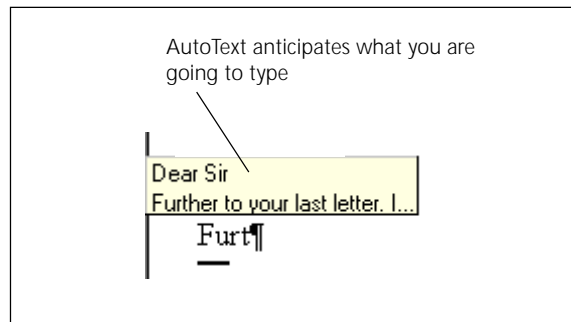 AutoText anticipates what you are
going to type
Dear Sir
Further to your last letter. I...
Furt¶